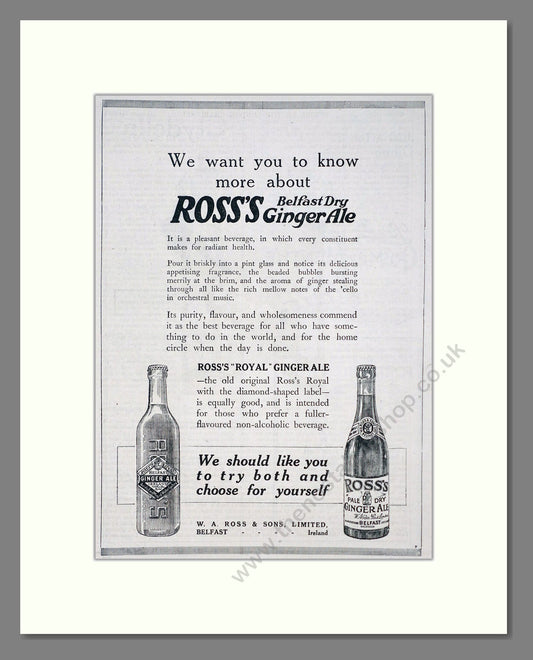 We want you to know
more about
ROSS'S Belfast Dry
Ginger Ale
It is a pleasant beverage, in which every constituent
makes for radiant health.
Pour it briskly into a pint glass and notice its delicious
appetising fragrance, the beaded bubbles bursting
merrily at the brim, and the aroma of ginger stealing
through all like the rich mellow notes of the 'cello
in orchestral music.
Its purity, flavour, and wholesomeness commend
it as the best beverage for all who have some-
thing to do in the world, and for the home
circle when the day is done.
ROSS'S "ROYAL" GINGER ALE
—the old original Ross's Royal
with the diamond-shaped label—
is equally good, and is intended
for those who prefer a fuller-
flavoured non-alcoholic beverage.
We should like you
to try both and
choose for yourself
W. A. ROSS & SONS, LIMITED,
BELFAST - - - - Ireland
BELFAST
GINGER ALE
ROSS'S
PALE DRY
GINGER ALE
BELFAST